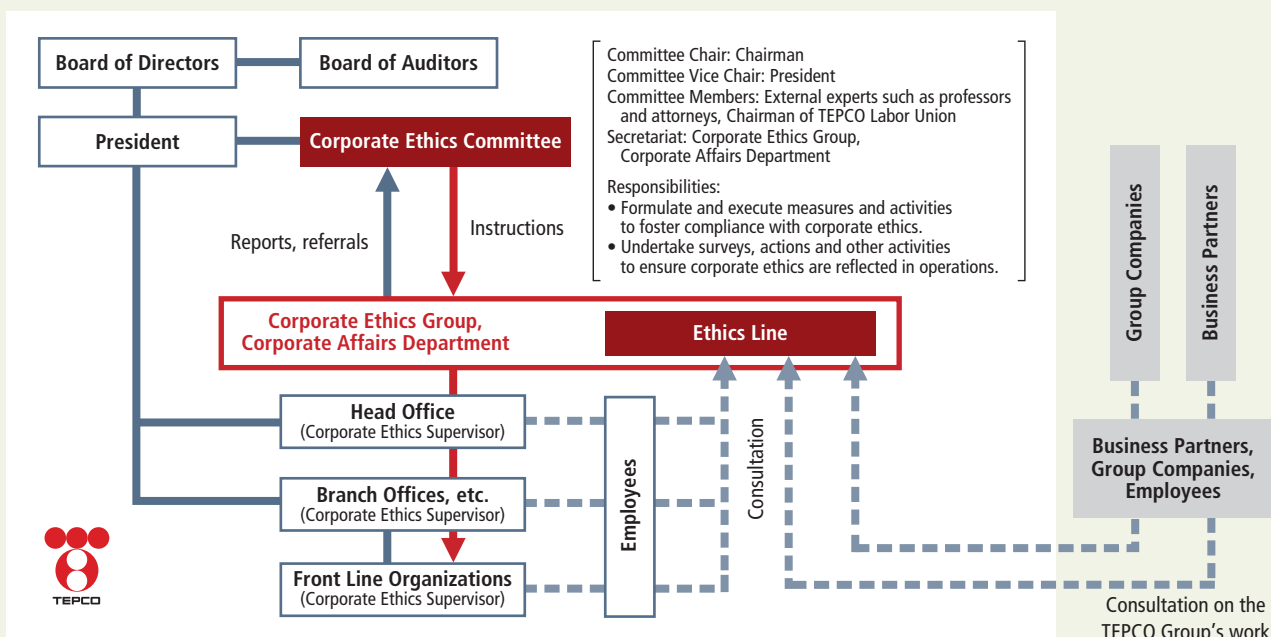 Board of Directors
Board of Auditors
President
Corporate Ethics Committee
Committee Chair: Chairman
Committee Vice Chair: President
Committee Members: External experts such as professors
and attorneys, Chairman of TEPCO Labor Union
Secretariat: Corporate Ethics Group,
Corporate Affairs Department
Responsibilities:
• Formulate and execute measures and activities
to foster compliance with corporate ethics.
• Undertake surveys, actions and other activities
to ensure corporate ethics are reflected in operations.
Reports, referrals
Instructions
Corporate Ethics Group,
Corporate Affairs Department
Ethics Line
Head Office
(Corporate Ethics Supervisor)
Branch Offices, etc.
(Corporate Ethics Supervisor)
Front Line Organizations
(Corporate Ethics Supervisor)
Employees
Consultation
Group Companies
Business Partners
Business Partners,
Group Companies,
Employees
Consultation on the
TEPCO Group's work
TEPCO